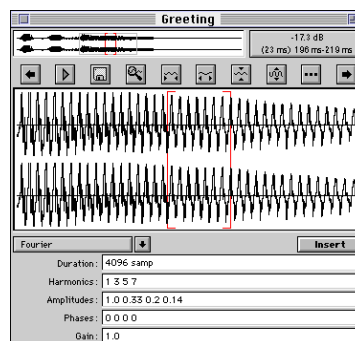 Greeting
-17.3 dB
(23 ms) 196 ms-219 ms
Fourier
Insert
Duration: 4096 samp
Harmonics: 1 3 5 7
Amplitudes: 1.0 0.33 0.2 0.14
Phases: 0 0 0 0
Gain: 1.0